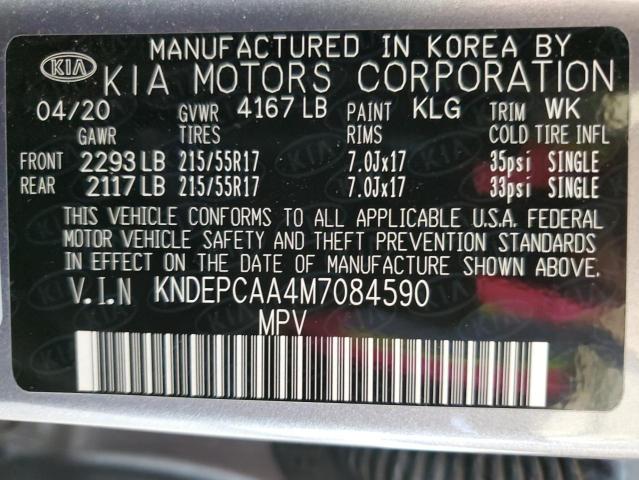 MANUFACTURED IN KOREA BY
KIA KIA MOTORS CORPORATION
04/20 GVWR 4167 LB PAINT KLG TRIM WK
GAWR TIRES RIMS COLD TIRE INFL
FRONT 2293 LB 215/55R17 7.0Jx17 35psi SINGLE
REAR 2117 LB 215/55R17 7.0Jx17 33psi SINGLE
THIS VEHICLE CONFORMS TO ALL APPLICABLE U.S.A. FEDERAL
MOTOR VEHICLE SAFETY AND THEFT PREVENTION STANDARDS
IN EFFECT ON THE DATE OF MANUFACTURE SHOWN ABOVE.
V.I.N KNDEPCAA4M7084590
MPV